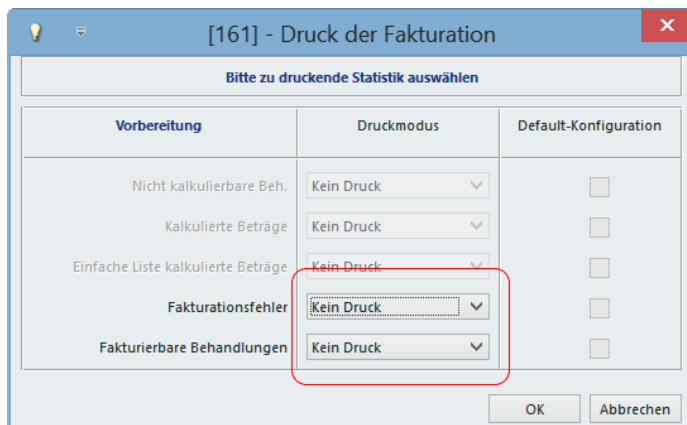 [161] - Druck der Fakturation
Bitte zu druckende Statistik auswählen
Vorbereitung Druckmodus Default-Konfiguration
Nicht kalkulierbare Beh. Kein Druck
Kalkulierte Beträge Kein Druck
Einfache Liste kalkulierte Beträge Kein Druck
Fakturationsfehler Kein Druck
Fakturierbare Behandlungen Kein Druck
OK Abbrechen